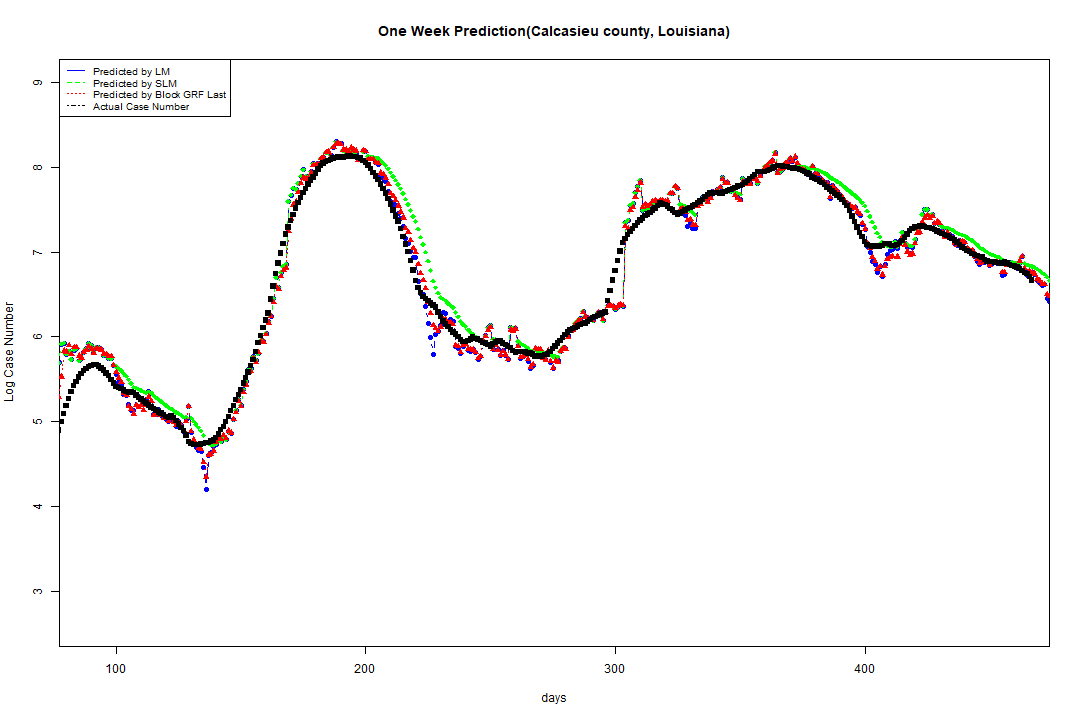 One Week Prediction(Calcasieu county, Louisiana)
Predicted by LM
Predicted by SLM
Predicted by Block GRF Last
Actual Case Number
9
8
7
6
5
4
3
Log Case Number
100 200 300 400
days